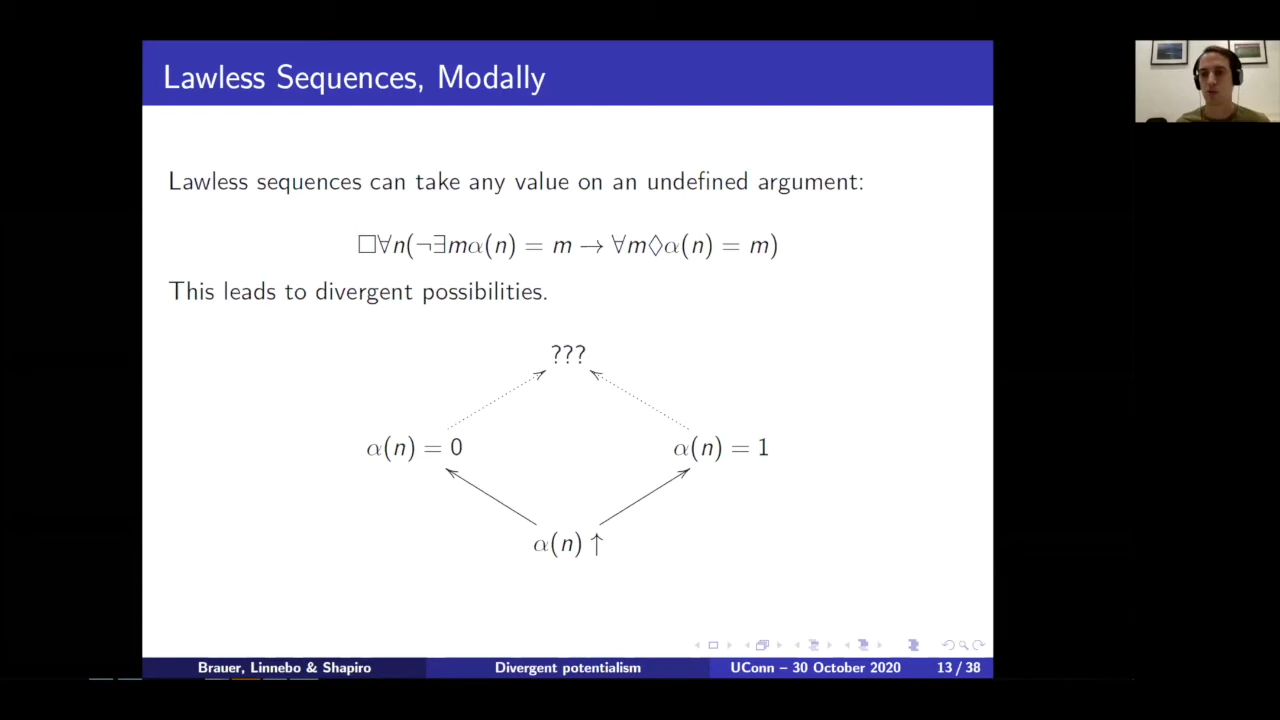 Lawless Sequences, Modally
Lawless sequences can take any value on an undefined argument:
□∀n(¬∃mα(n) = m → ∀m◊α(n) = m)
This leads to divergent possibilities.
???
α(n) = 0
α(n) = 1
α(n) ↑
Brauer, Linnebo & Shapiro
Divergent potentialism
UConn – 30 October 2020
13 / 38